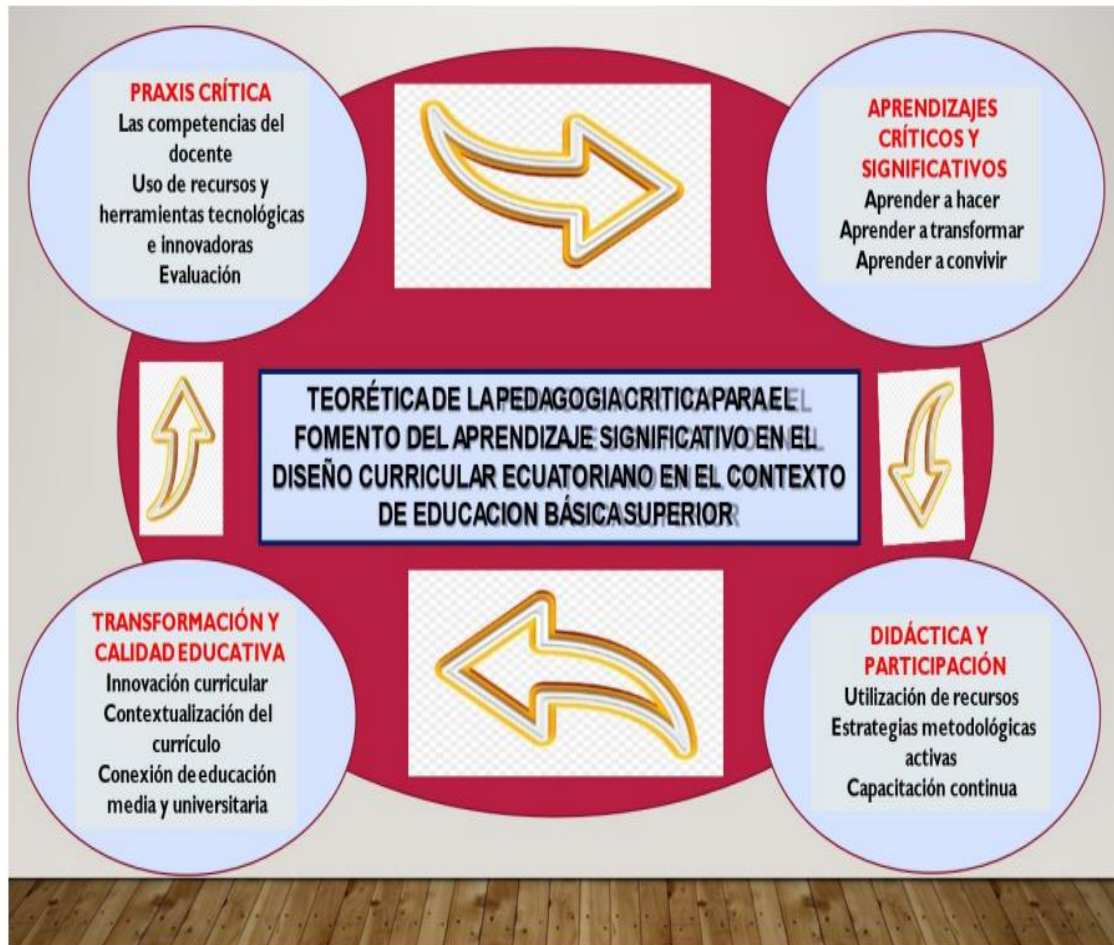 PRAXIS CRÍTICA
Las competencias del
docente
Uso de recursos y
herramientas tecnológicas
e innovadoras
Evaluación
APRENDIZAJES
CRÍTICOS Y
SIGNIFICATIVOS
Aprender a hacer
Aprender a transformar
Aprender a convivir
TEORÉTICA DE LA PEDAGOGIA CRITICA PARA EL
FOMENTO DEL APRENDIZAJE SIGNIFICATIVO EN EL
DISEÑO CURRICULAR ECUATORIANO EN EL CONTEXTO
DE EDUCACION BÁSICA SUPERIOR
TRANSFORMACIÓN Y
CALIDAD EDUCATIVA
Innovación curricular
Contextualización del
currículo
Conexión de educación
media y universitaria
DIDÁCTICA Y
PARTICIPACIÓN
Utilización de recursos
Estrategias metodológicas
activas
Capacitación continua